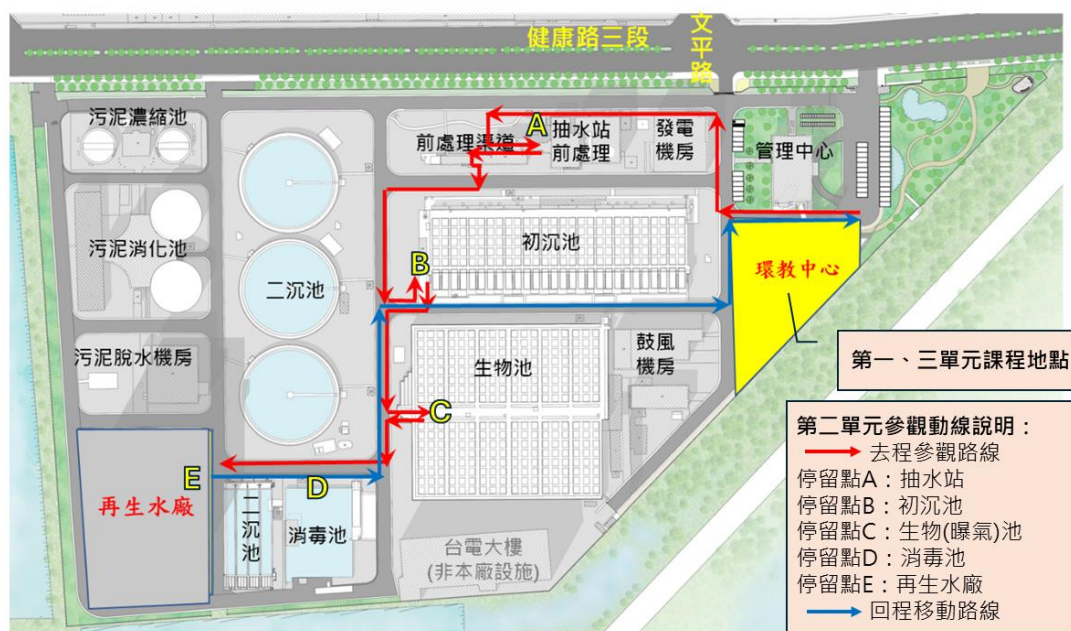 健康路三段
文平路
污泥濃縮池
前處理渠道
A
抽水站
前處理
發電
機房
管理中心
污泥消化池
二沉池
初沉池
B
環教中心
第一、三單元課程地點
污泥脫水機房
生物池
鼓風
機房
C
E
D
再生水廠
二沉池
消毒池
台電大樓
(非本廠設施)
第二單元參觀動線說明：
去程參觀路線
停留點A：抽水站
停留點B：初沉池
停留點C：生物(曝氣)池
停留點D：消毒池
停留點E：再生水廠
回程移動路線